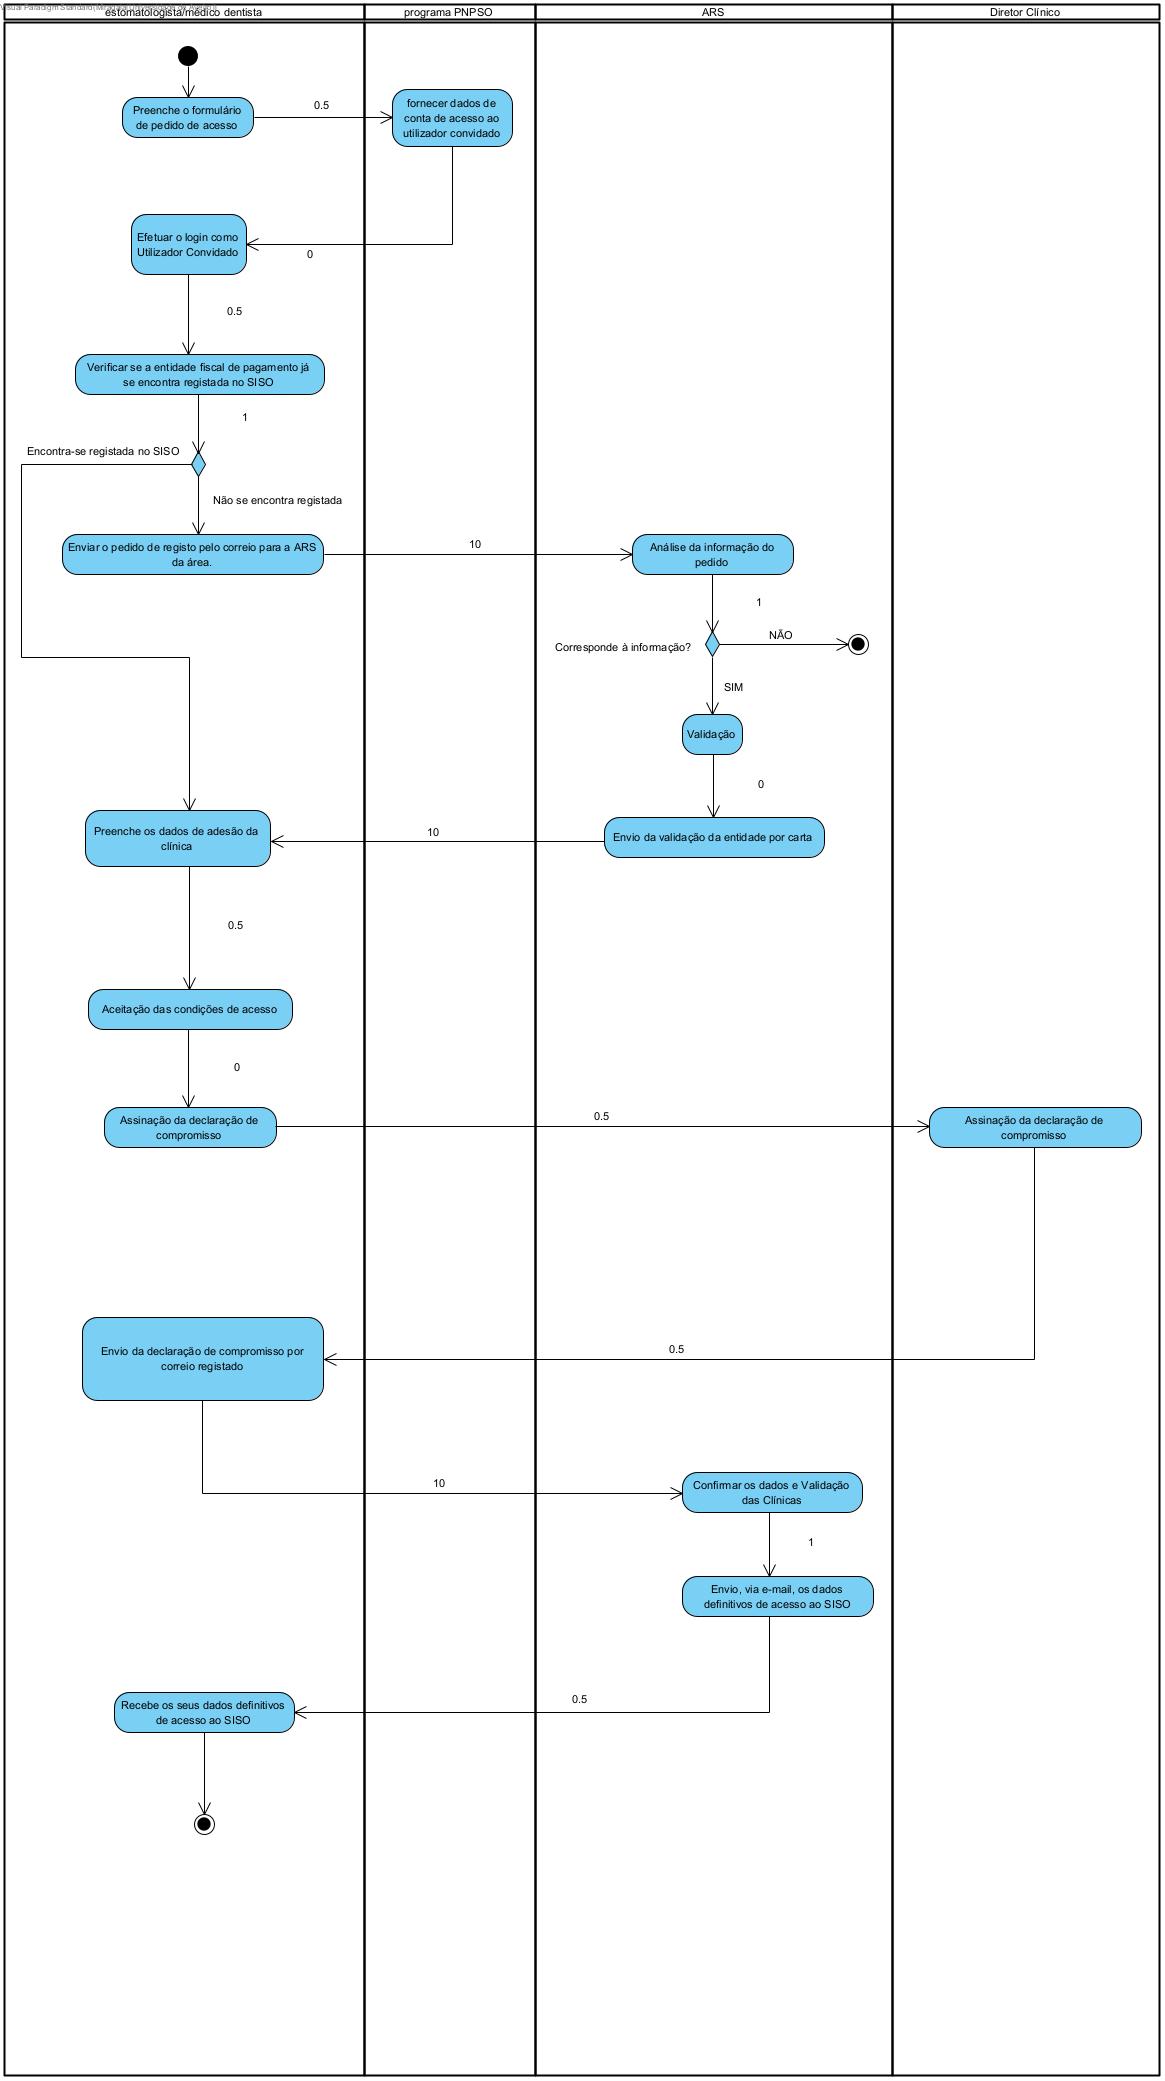 estomatologista/médico dentista
programa PNPSO
ARS
Diretor Clínico
Preenche o formulário
de pedido de acesso
0.5
fornecer dados de
conta de acesso ao
utilizador convidado
Efetuar o login como
Utilizador Convidado
0
0.5
Verificar se a entidade fiscal de pagamento já
se encontra registada no SISO
1
Encontra-se registada no SISO
Não se encontra registada
Enviar o pedido de registo pelo correio para a ARS
da área.
10
Análise da informação do
pedido
1
Corresponde à informação?
NÃO
SIM
Validação
0
Envio da validação da entidade por carta
10
Preenche os dados de adesão da
clínica
0.5
Aceitação das condições de acesso
0
Assinação da declaração de
compromisso
0.5
Assinação da declaração de
compromisso
0.5
Envio da declaração de compromisso por
correio registado
10
Confirmar os dados e Validação
das Clínicas
1
Envio, via e-mail, os dados
definitivos de acesso ao SISO
0.5
Recebe os seus dados definitivos
de acesso ao SISO